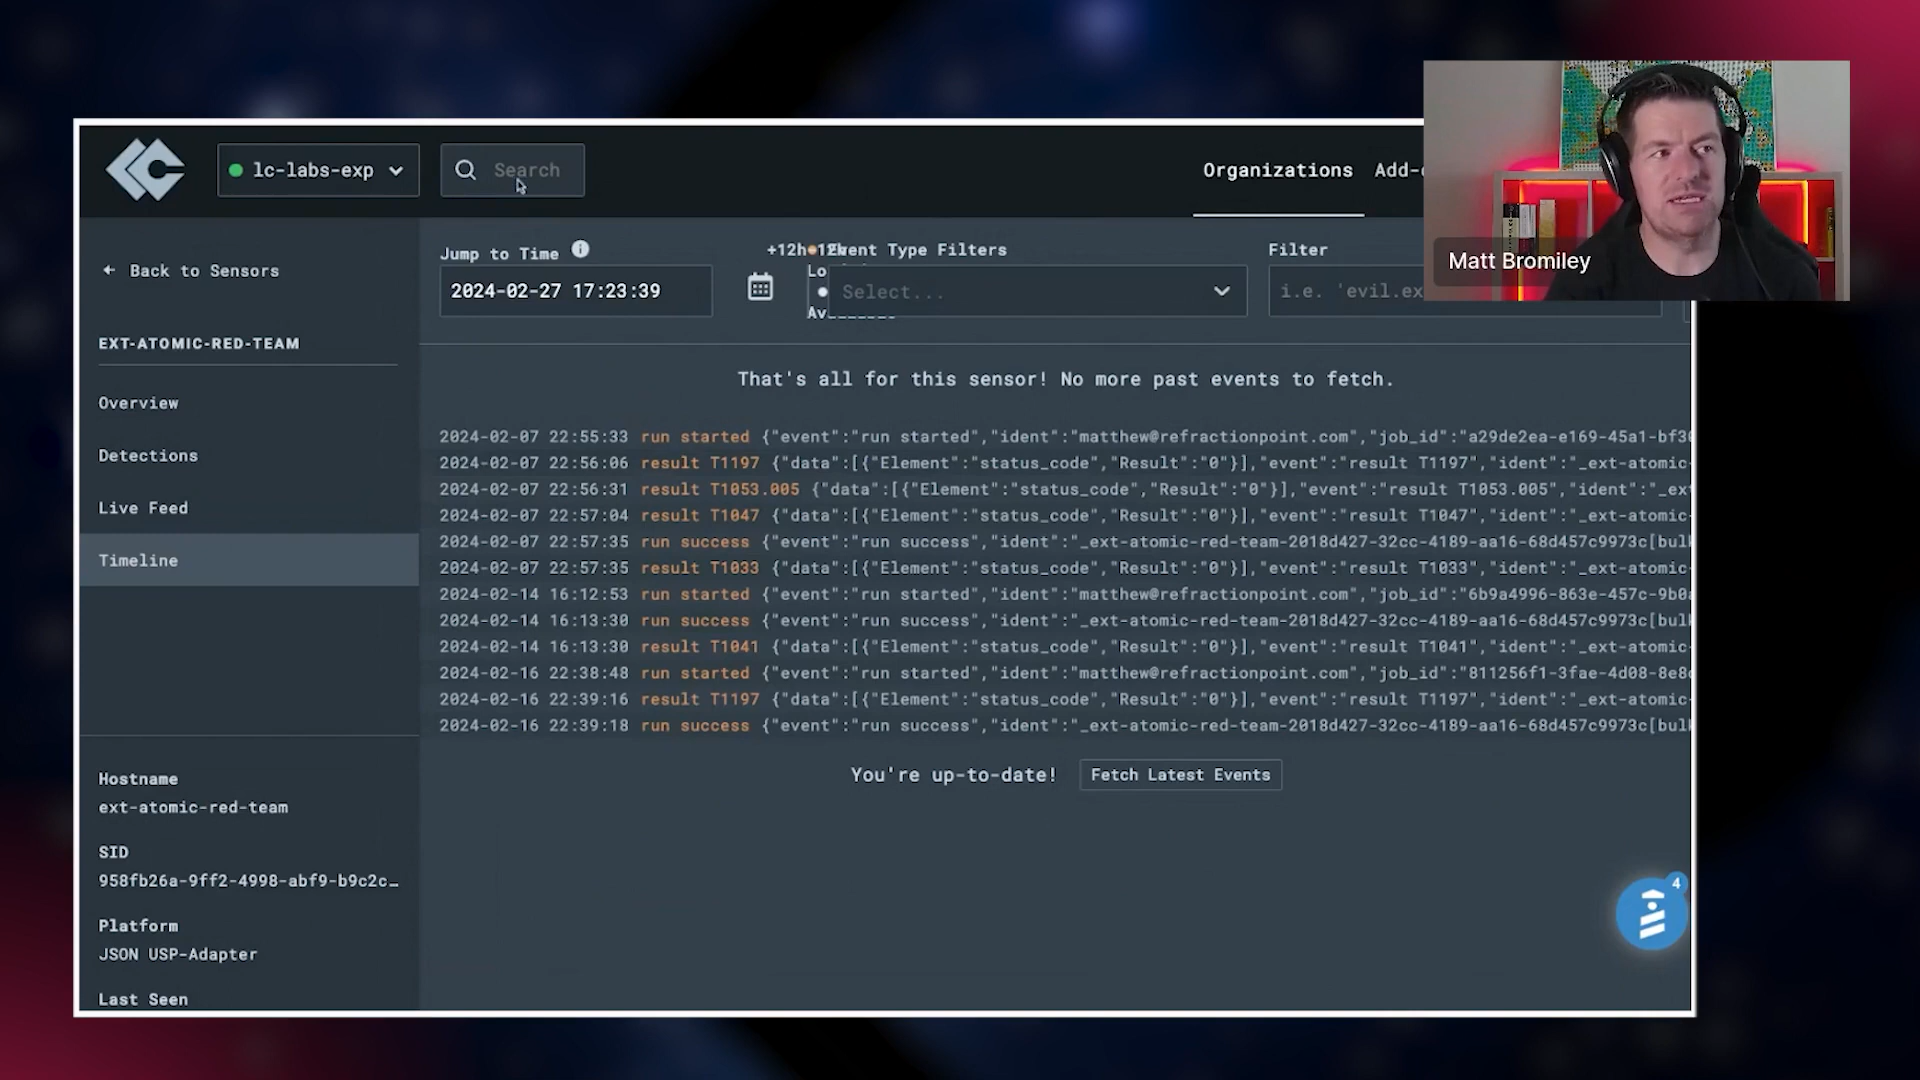 lc-labs-exp
Search
Organizations
Add-
Matt Bromiley
Back to Sensors
EXT-ATOMIC-RED-TEAM
Overview
Detections
Live Feed
Timeline
Hostname
ext-atomic-red-team
SID
958fb26a-9ff2-4998-abf9-b9c2c…
Platform
JSON USP-Adapter
Last Seen
Jump to Time
2024-02-27 17:23:39
+12h
Event Type Filters
Select...
Filter
i.e. 'evil.ex
That's all for this sensor! No more past events to fetch.
2024-02-07 22:55:33 run started {"event":"run started","ident":"matthew@refractionpoint.com","job_id":"a29de2ea-e169-45a1-bf30
2024-02-07 22:56:06 result T1197 {"data":[{"Element":"status_code","Result":"0"}],"event":"result T1197","ident":"_ext-atomic-
2024-02-07 22:56:31 result T1053.005 {"data":[{"Element":"status_code","Result":"0"}],"event":"result T1053.005","ident":"_ext
2024-02-07 22:57:04 result T1047 {"data":[{"Element":"status_code","Result":"0"}],"event":"result T1047","ident":"_ext-atomic-
2024-02-07 22:57:35 run success {"event":"run success","ident":"_ext-atomic-red-team-2018d427-32cc-4189-aa16-68d457c9973c[bul
2024-02-07 22:57:35 result T1033 {"data":[{"Element":"status_code","Result":"0"}],"event":"result T1033","ident":"_ext-atomic-
2024-02-14 16:12:53 run started {"event":"run started","ident":"matthew@refractionpoint.com","job_id":"6b9a4996-863e-457c-9b0
2024-02-14 16:13:30 run success {"event":"run success","ident":"_ext-atomic-red-team-2018d427-32cc-4189-aa16-68d457c9973c[bul
2024-02-14 16:13:30 result T1041 {"data":[{"Element":"status_code","Result":"0"}],"event":"result T1041","ident":"_ext-atomic-
2024-02-16 22:38:48 run started {"event":"run started","ident":"matthew@refractionpoint.com","job_id":"811256f1-3fae-4d08-8e8
2024-02-16 22:39:16 result T1197 {"data":[{"Element":"status_code","Result":"0"}],"event":"result T1197","ident":"_ext-atomic-
2024-02-16 22:39:18 run success {"event":"run success","ident":"_ext-atomic-red-team-2018d427-32cc-4189-aa16-68d457c9973c[bul
You're up-to-date!
Fetch Latest Events
4